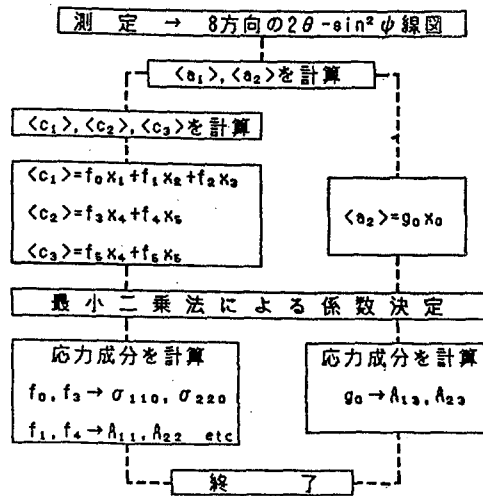 測 定 → 8方向の2θ-sin²ψ線図
<a₁>,<a₂>を計算
<c₁>,<c₂>,<c₃>を計算
<c₁>=f₀x₁+f₁x₂+f₂x₃
<c₂>=f₃x₄+f₄x₅
<c₃>=f₅x₄+f₆x₅
<a₂>=g₀x₀
最小二乗法による係数決定
応力成分を計算
f₀,f₃→σ₁₁₀,σ₂₂₀
f₁,f₄→A₁₁,A₂₂ etc
応力成分を計算
g₀→A₁₃,A₂₃
終 了